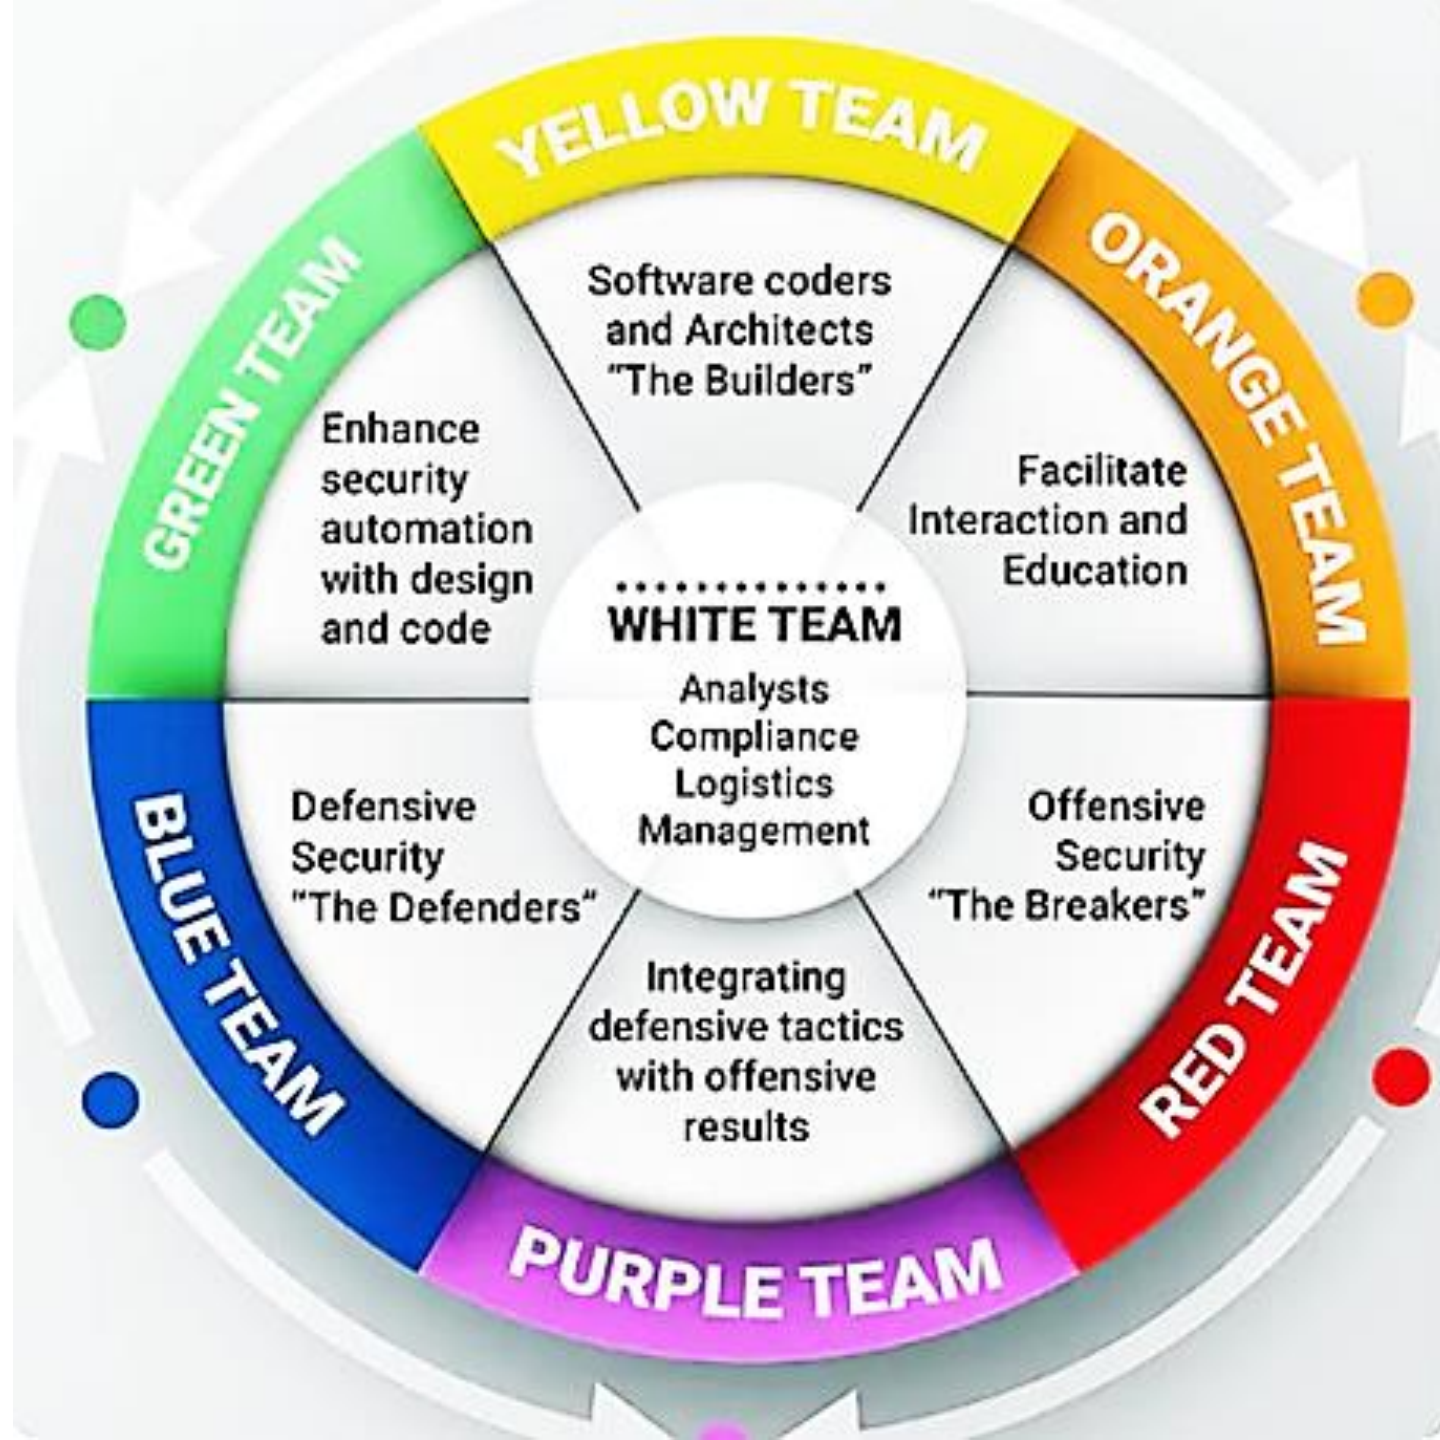 YELLOW TEAM
Software coders
and Architects
“The Builders”
ORANGE TEAM
Facilitate
Interaction and
Education
RED TEAM
Offensive
Security
“The Breakers”
PURPLE TEAM
Integrating
defensive tactics
with offensive
results
BLUE TEAM
Defensive
Security
“The Defenders”
GREEN TEAM
Enhance
security
automation
with design
and code
WHITE TEAM
Analysts
Compliance
Logistics
Management